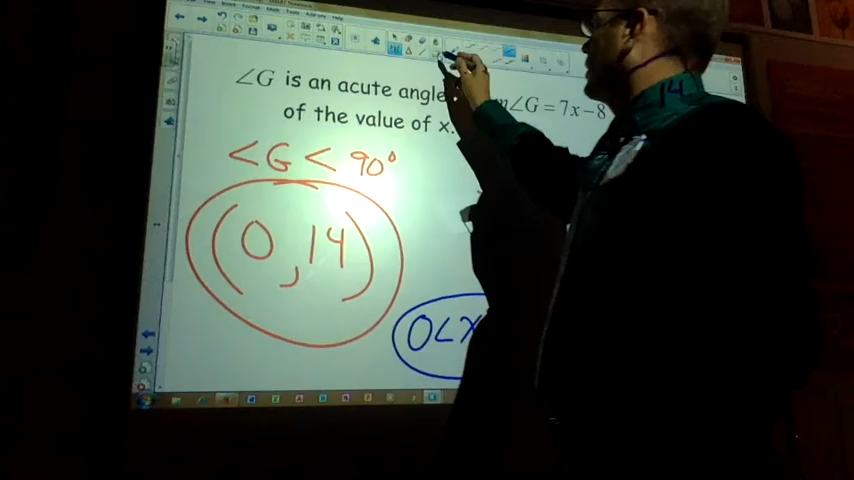 ∠G is an acute angle
m∠G = 7x − 8
of the value of x.
< G < 90°
(0, 14)
0 < x
14